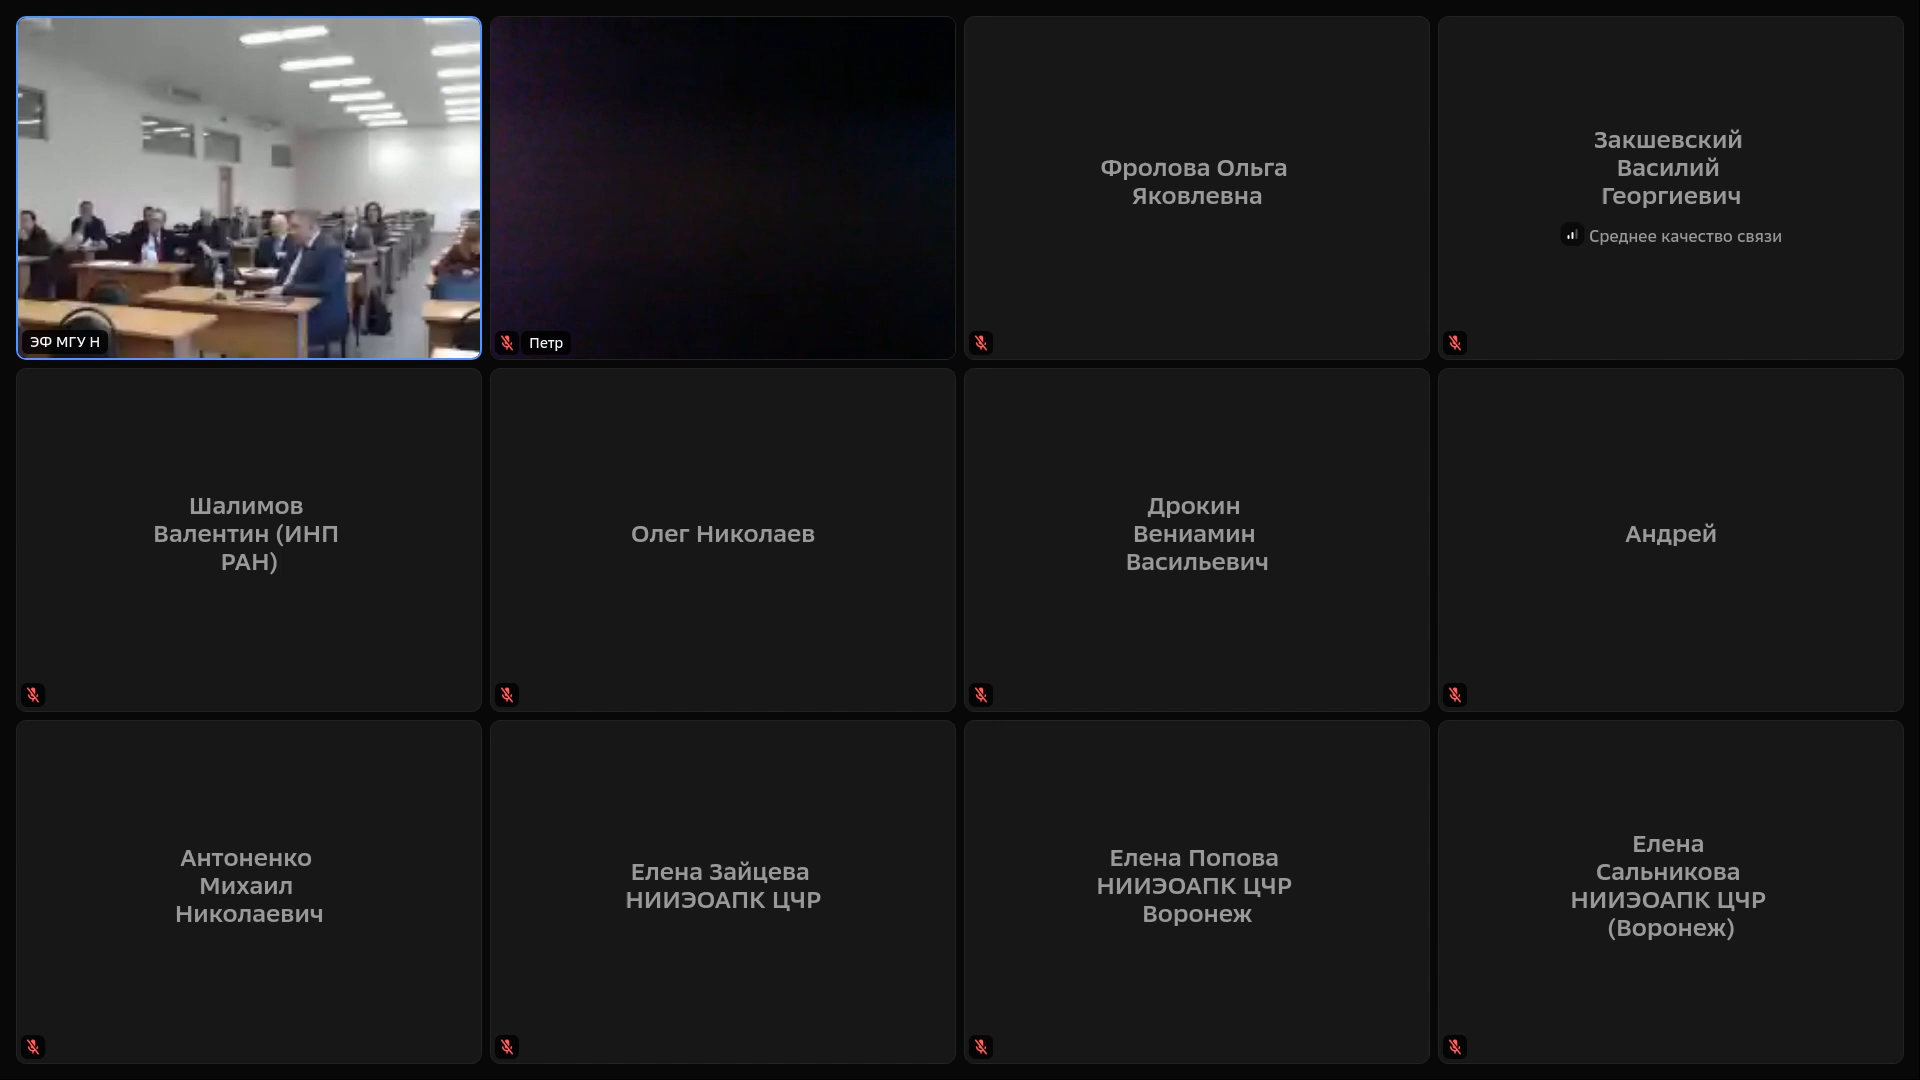 ЭФ МГУ Н
Петр
Фролова Ольга
Яковлевна
Закшевский
Василий
Георгиевич
Среднее качество связи
Шалимов
Валентин (ИНП
РАН)
Олег Николаев
Дрокин
Вениамин
Васильевич
Андрей
Антоненко
Михаил
Николаевич
Елена Зайцева
НИИЭОАПК ЦЧР
Елена Попова
НИИЭОАПК ЦЧР
Воронеж
Елена
Сальникова
НИИЭОАПК ЦЧР
(Воронеж)